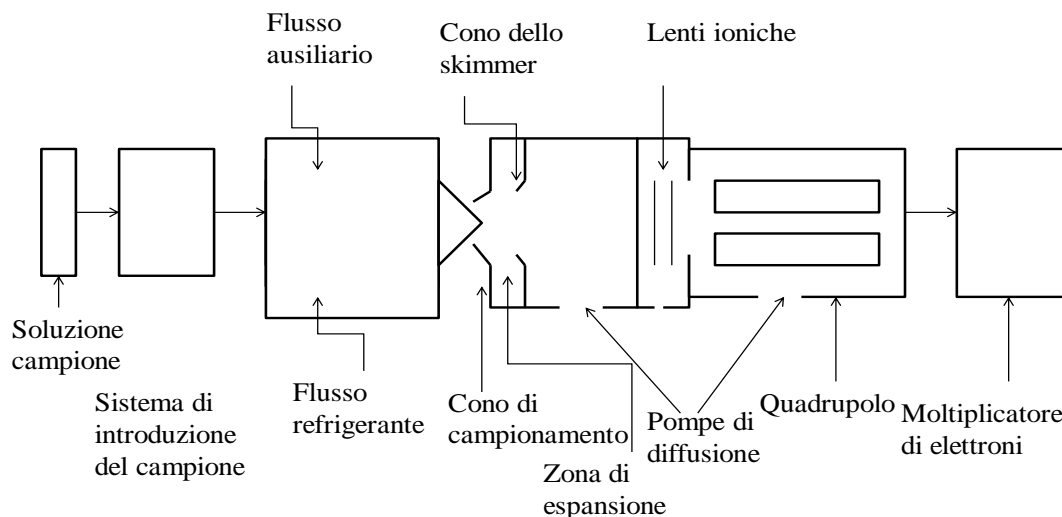 Flusso
ausiliario
Cono dello
skimmer
Lenti ioniche
Soluzione
campione
Sistema di
introduzione
del campione
Flusso
refrigerante
Cono di
campionamento
Zona di
espansione
Pompe di
diffusione
Quadrupolo
Moltiplicatore
di elettroni